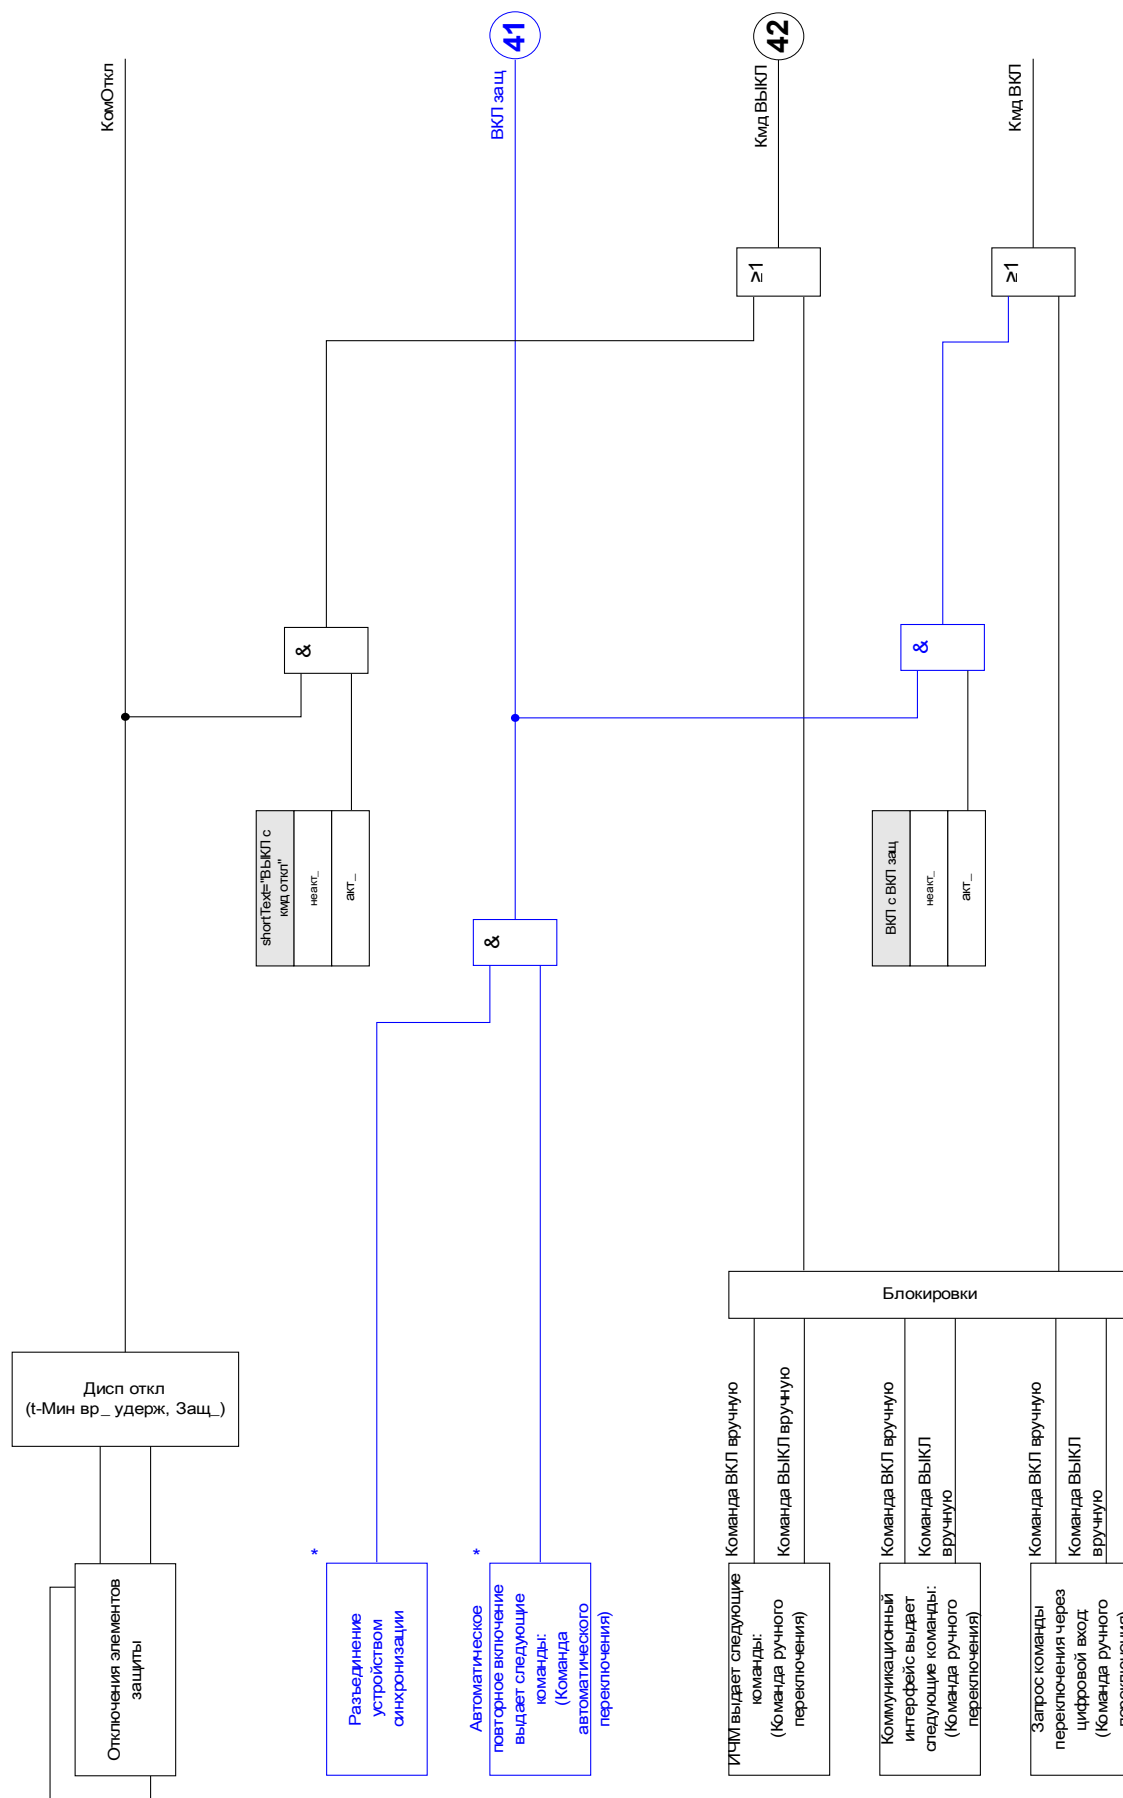 КомОткл
ВКЛ защ
41
Кмд ВЫКЛ
42
Кмд ВКЛ
≥1
≥1
&
&
shortText="ВЫКЛ с
кмд откл"
неакт_
акт_
ВКЛ с ВКЛ защ
неакт_
акт_
&
Блокировки
Дисп откл
(t-Мин вр_ удерж, Защ_)
Команда ВКЛ вручную
Команда ВЫКЛ вручную
Команда ВКЛ вручную
Команда ВЫКЛ
вручную
Команда ВКЛ вручную
Команда ВЫКЛ
вручную
Отключения элементов
защиты
*
Разъединение
устройством
синхронизации
*
Автоматическое
повторное включение
выдает следующие
команды:
(Команда
автоматического
переключения)
ИЧМ выдает следующие
команды:
(Команда ручного
переключения)
Коммуникационный
интерфейс выдает
следующие команды:
(Команда ручного
переключения)
Запрос команды
переключения через
цифровой вход:
(Команда ручного
переключения)